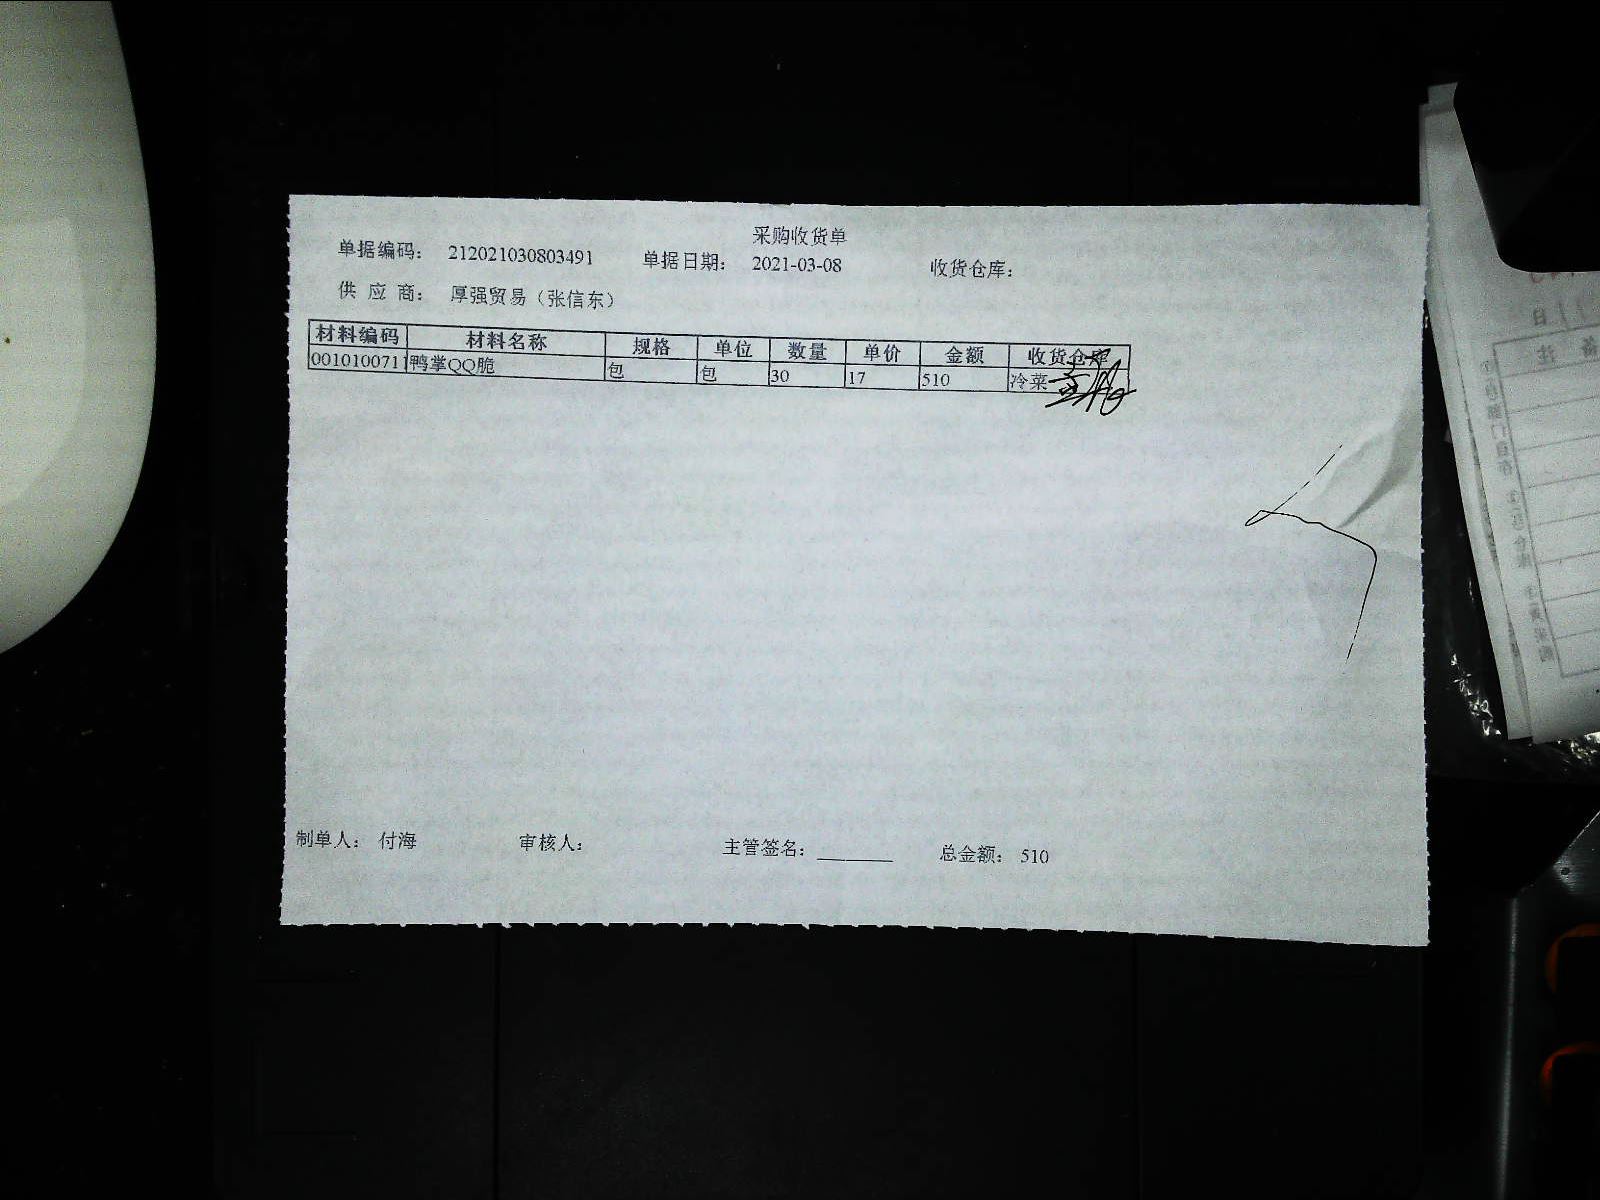 采购收货单
单据编码: 212021030803491 单据日期: 2021-03-08 收货仓库:
供 应 商: 厚强贸易（张信东）
材料编码 材料名称 规格 单位 数量 单价 金额 收货仓库
0010100711 鸭掌QQ脆 包 包 30 17 510 冷菜
制单人: 付海 审核人: 主管签名: ________ 总金额: 510